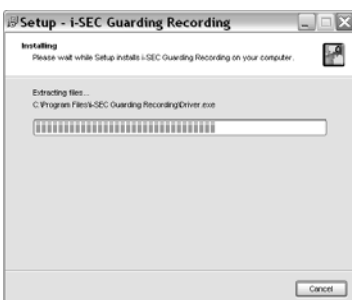 Setup - i-SEC Guarding Recording
Installing
Please wait while Setup installs i-SEC Guarding Recording on your computer.
Extracting files...
C:\Program Files\i-SEC Guarding Recording\Driver.exe
Cancel